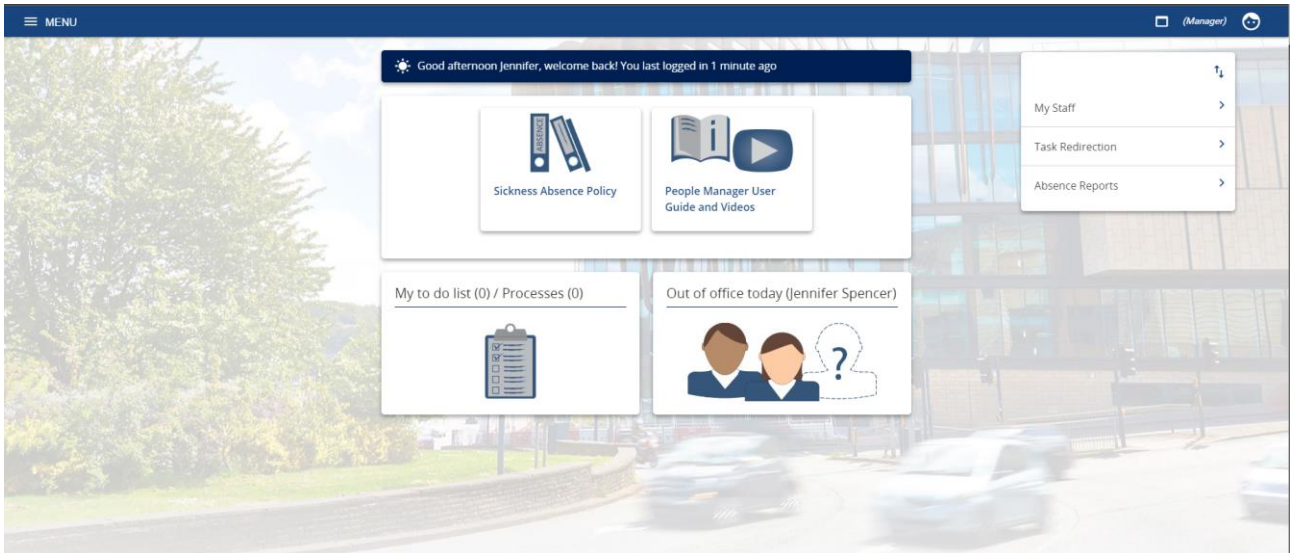 MENU
(Manager)
Good afternoon Jennifer, welcome back! You last logged in 1 minute ago
ABSENCE
i
Sickness Absence Policy
People Manager User
Guide and Videos
My Staff
Task Redirection
Absence Reports
My to do list (0) / Processes (0)
Out of office today (Jennifer Spencer)
?